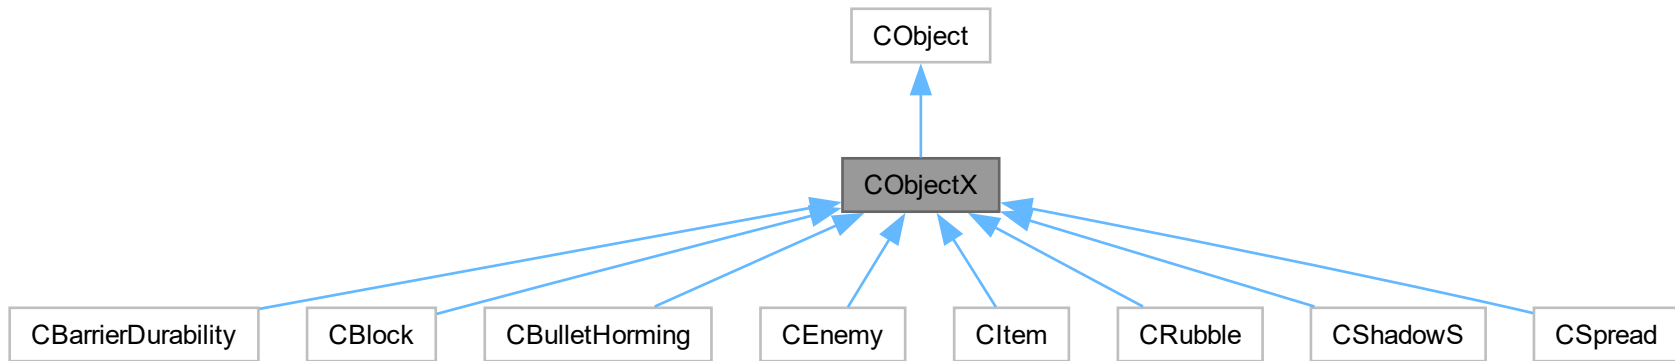 CObject
CObjectX
CBarrierDurability
CBlock
CBulletHorming
CEnemy
CItem
CRubble
CShadowS
CSpread